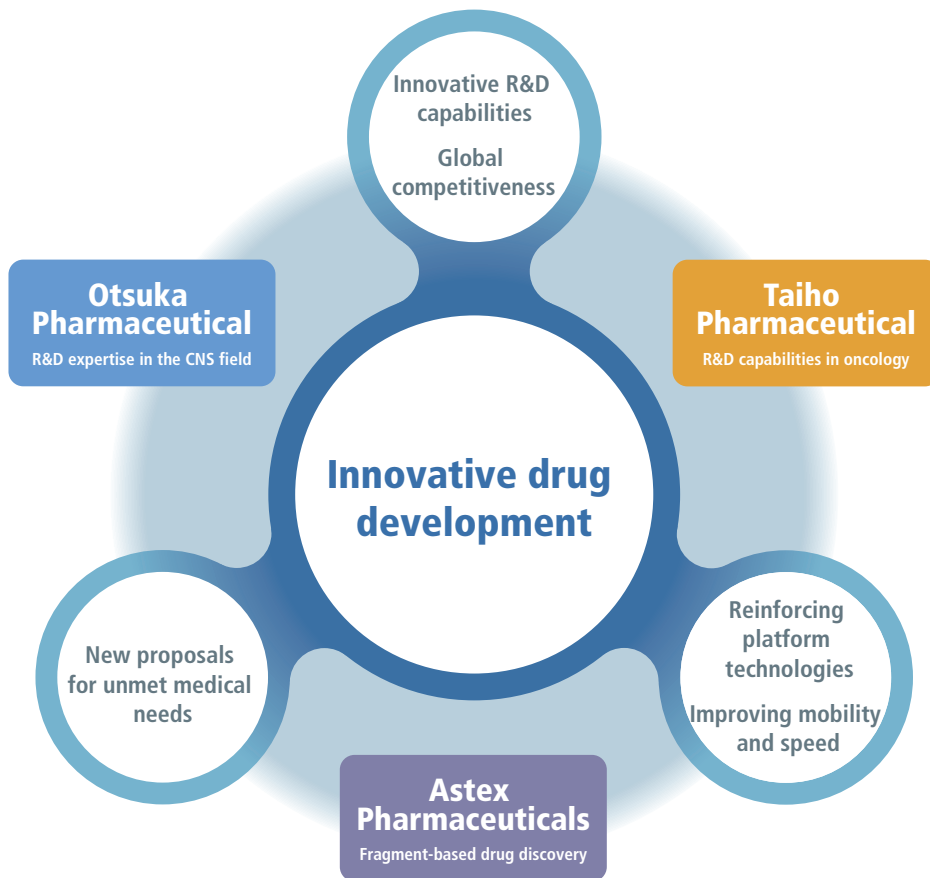 Innovative R&D
capabilities
Global
competitiveness
Otsuka
Pharmaceutical
R&D expertise in the CNS field
Taiho
Pharmaceutical
R&D capabilities in oncology
Innovative drug
development
New proposals
for unmet medical
needs
Reinforcing
platform
technologies
Improving mobility
and speed
Astex
Pharmaceuticals
Fragment-based drug discovery